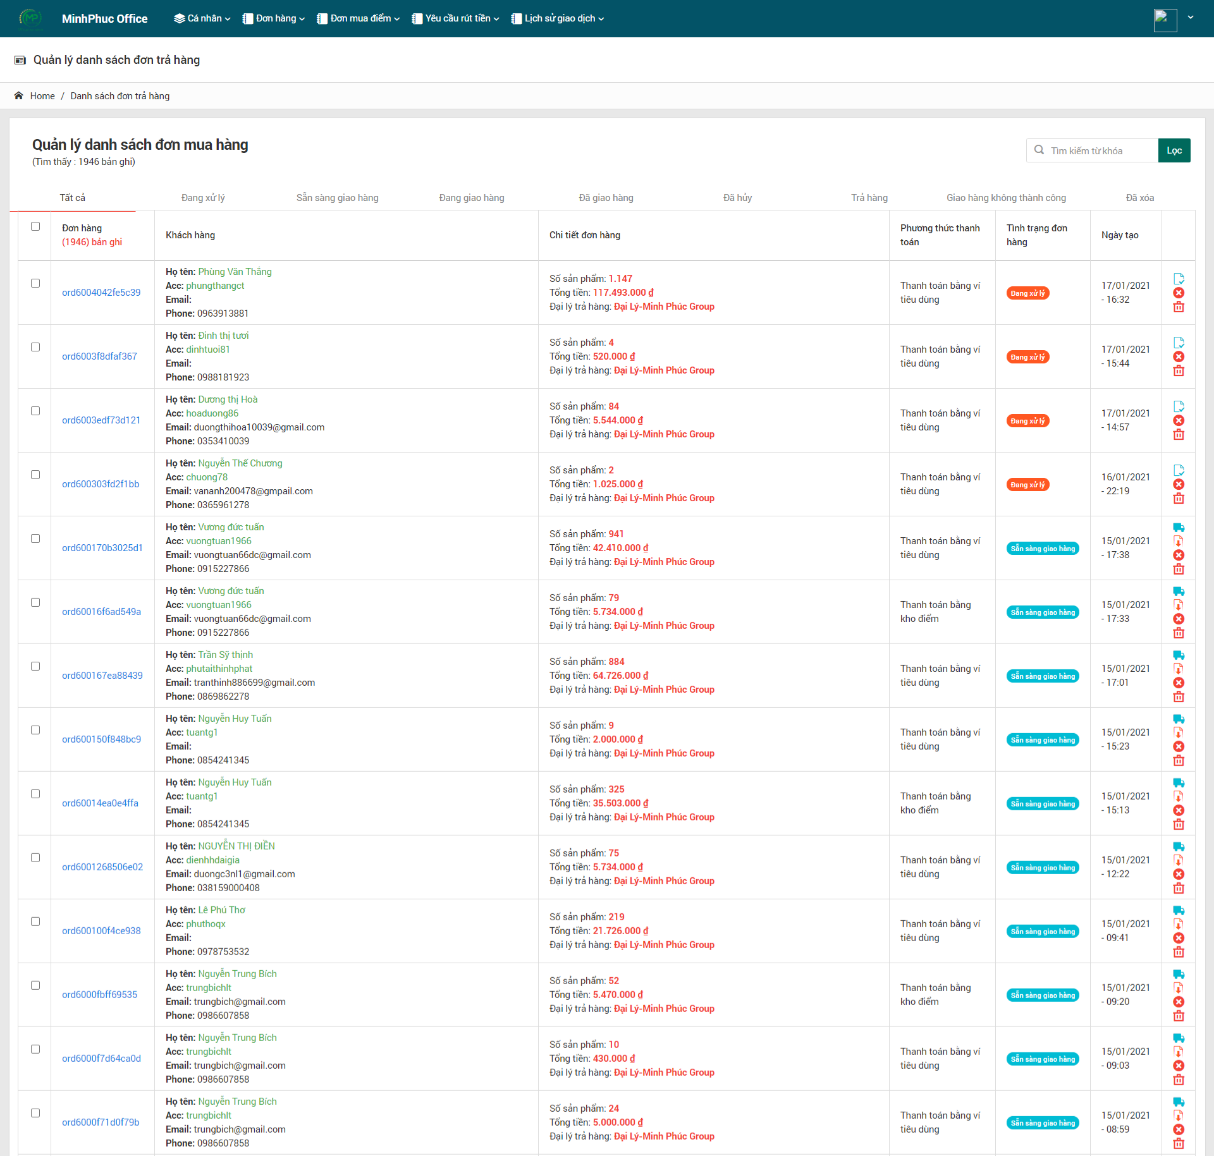 MinhPhuc Office
Cá nhân
Đơn hàng
Đơn mua điểm
Yêu cầu rút tiền
Lịch sử giao dịch
Quản lý danh sách đơn trả hàng
Home / Danh sách đơn trả hàng
Quản lý danh sách đơn mua hàng
(Tìm thấy : 1946 bản ghi)
Tìm kiếm từ khóa
Lọc
Tất cả
Đang xử lý
Sẵn sàng giao hàng
Đang giao hàng
Đã giao hàng
Đã hủy
Trả hàng
Giao hàng không thành công
Đã xóa
Đơn hàng
(1946) bản ghi
Khách hàng
Chi tiết đơn hàng
Phương thức thanh
toán
Tình trạng đơn
hàng
Ngày tạo
ord6004042fe5c39
Họ tên: Phùng Văn Thăng
Acc: phungthangct
Email:
Phone: 0963913881
Số sản phẩm: 1.147
Tổng tiền: 117.493.000 ₫
Đại lý trả hàng: Đại Lý-Minh Phúc Group
Thanh toán bằng ví
tiêu dùng
Đang xử lý
17/01/2021
- 16:32
ord6003f8dfaf367
Họ tên: Đinh thị tươi
Acc: dinhtuoi81
Email:
Phone: 0988181923
Số sản phẩm: 4
Tổng tiền: 520.000 ₫
Đại lý trả hàng: Đại Lý-Minh Phúc Group
Thanh toán bằng ví
tiêu dùng
Đang xử lý
17/01/2021
- 15:44
ord6003edf73d121
Họ tên: Dương thị Hoà
Acc: hoaduong86
Email: duongthihoa10039@gmail.com
Phone: 0353410039
Số sản phẩm: 84
Tổng tiền: 5.544.000 ₫
Đại lý trả hàng: Đại Lý-Minh Phúc Group
Thanh toán bằng ví
tiêu dùng
Đang xử lý
17/01/2021
- 14:57
ord600303fd2f1bb
Họ tên: Nguyễn Thế Chương
Acc: chuong78
Email: vananh200478@gmpail.com
Phone: 0365961278
Số sản phẩm: 2
Tổng tiền: 1.025.000 ₫
Đại lý trả hàng: Đại Lý-Minh Phúc Group
Thanh toán bằng ví
tiêu dùng
Đang xử lý
16/01/2021
- 22:19
ord600170b3025d1
Họ tên: Vương đức tuấn
Acc: vuongtuan1966
Email: vuongtuan66dc@gmail.com
Phone: 0915227866
Số sản phẩm: 941
Tổng tiền: 42.410.000 ₫
Đại lý trả hàng: Đại Lý-Minh Phúc Group
Thanh toán bằng ví
tiêu dùng
Sẵn sàng giao hàng
15/01/2021
- 17:38
ord60016f6ad549a
Họ tên: Vương đức tuấn
Acc: vuongtuan1966
Email: vuongtuan66dc@gmail.com
Phone: 0915227866
Số sản phẩm: 79
Tổng tiền: 5.734.000 ₫
Đại lý trả hàng: Đại Lý-Minh Phúc Group
Thanh toán bằng
kho điểm
Sẵn sàng giao hàng
15/01/2021
- 17:33
ord600167ea88439
Họ tên: Trần Sỹ thịnh
Acc: phutaithinhphat
Email: tranthinh886699@gmail.com
Phone: 0869862278
Số sản phẩm: 884
Tổng tiền: 64.726.000 ₫
Đại lý trả hàng: Đại Lý-Minh Phúc Group
Thanh toán bằng ví
tiêu dùng
Sẵn sàng giao hàng
15/01/2021
- 17:01
ord600150f848bc9
Họ tên: Nguyễn Huy Tuấn
Acc: tuantg1
Email:
Phone: 0854241345
Số sản phẩm: 9
Tổng tiền: 2.000.000 ₫
Đại lý trả hàng: Đại Lý-Minh Phúc Group
Thanh toán bằng ví
tiêu dùng
Sẵn sàng giao hàng
15/01/2021
- 15:23
ord60014ea0e4ffa
Họ tên: Nguyễn Huy Tuấn
Acc: tuantg1
Email:
Phone: 0854241345
Số sản phẩm: 325
Tổng tiền: 35.503.000 ₫
Đại lý trả hàng: Đại Lý-Minh Phúc Group
Thanh toán bằng
kho điểm
Sẵn sàng giao hàng
15/01/2021
- 15:13
ord6001268506e02
Họ tên: NGUYỄN THỊ ĐIỀN
Acc: dienhhdaigia
Email: duongc3nl1@gmail.com
Phone: 038159000408
Số sản phẩm: 75
Tổng tiền: 5.734.000 ₫
Đại lý trả hàng: Đại Lý-Minh Phúc Group
Thanh toán bằng ví
tiêu dùng
Sẵn sàng giao hàng
15/01/2021
- 12:22
ord600100f4ce938
Họ tên: Lê Phú Thơ
Acc: phuthoqx
Email:
Phone: 0978753532
Số sản phẩm: 219
Tổng tiền: 21.726.000 ₫
Đại lý trả hàng: Đại Lý-Minh Phúc Group
Thanh toán bằng ví
tiêu dùng
Sẵn sàng giao hàng
15/01/2021
- 09:41
ord6000fbff69535
Họ tên: Nguyễn Trung Bích
Acc: trungbichlt
Email: trungbich@gmail.com
Phone: 0986607858
Số sản phẩm: 52
Tổng tiền: 5.470.000 ₫
Đại lý trả hàng: Đại Lý-Minh Phúc Group
Thanh toán bằng
kho điểm
Sẵn sàng giao hàng
15/01/2021
- 09:20
ord6000f7d64ca0d
Họ tên: Nguyễn Trung Bích
Acc: trungbichlt
Email: trungbich@gmail.com
Phone: 0986607858
Số sản phẩm: 10
Tổng tiền: 430.000 ₫
Đại lý trả hàng: Đại Lý-Minh Phúc Group
Thanh toán bằng ví
tiêu dùng
Sẵn sàng giao hàng
15/01/2021
- 09:03
ord6000f71d0f79b
Họ tên: Nguyễn Trung Bích
Acc: trungbichlt
Email: trungbich@gmail.com
Phone: 0986607858
Số sản phẩm: 24
Tổng tiền: 5.000.000 ₫
Đại lý trả hàng: Đại Lý-Minh Phúc Group
Thanh toán bằng ví
tiêu dùng
Sẵn sàng giao hàng
15/01/2021
- 08:59